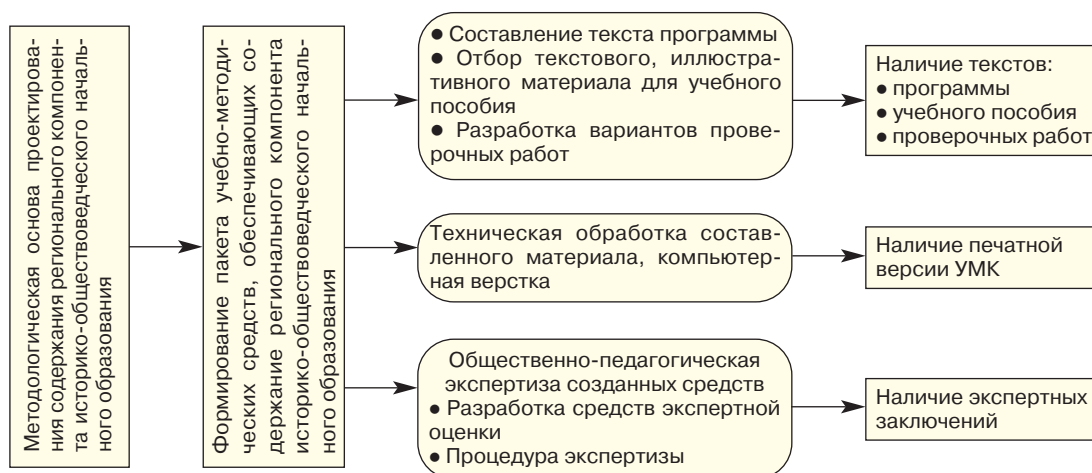 Методологическая основа проектирова-
ния содержания регионального компонен-
та историко-обществоведческого началь-
ного образования
Формирование пакета учебно-методи-
ческих средств, обеспечивающих со-
держание регионального компонента
историко-обществоведческого началь-
ного образования
● Составление текста программы
● Отбор текстового, иллюстра-
тивного материала для учебного
пособия
● Разработка вариантов прове-
рочных работ
Наличие текстов:
● программы
● учебного пособия
● проверочных работ
Техническая обработка состав-
ленного материала, компьютер-
ная верстка
Наличие печатной
версии УМК
Общественно-педагогическая
экспертиза созданных средств
● Разработка средств экспертной
оценки
● Процедура экспертизы
Наличие экспертных
заключений